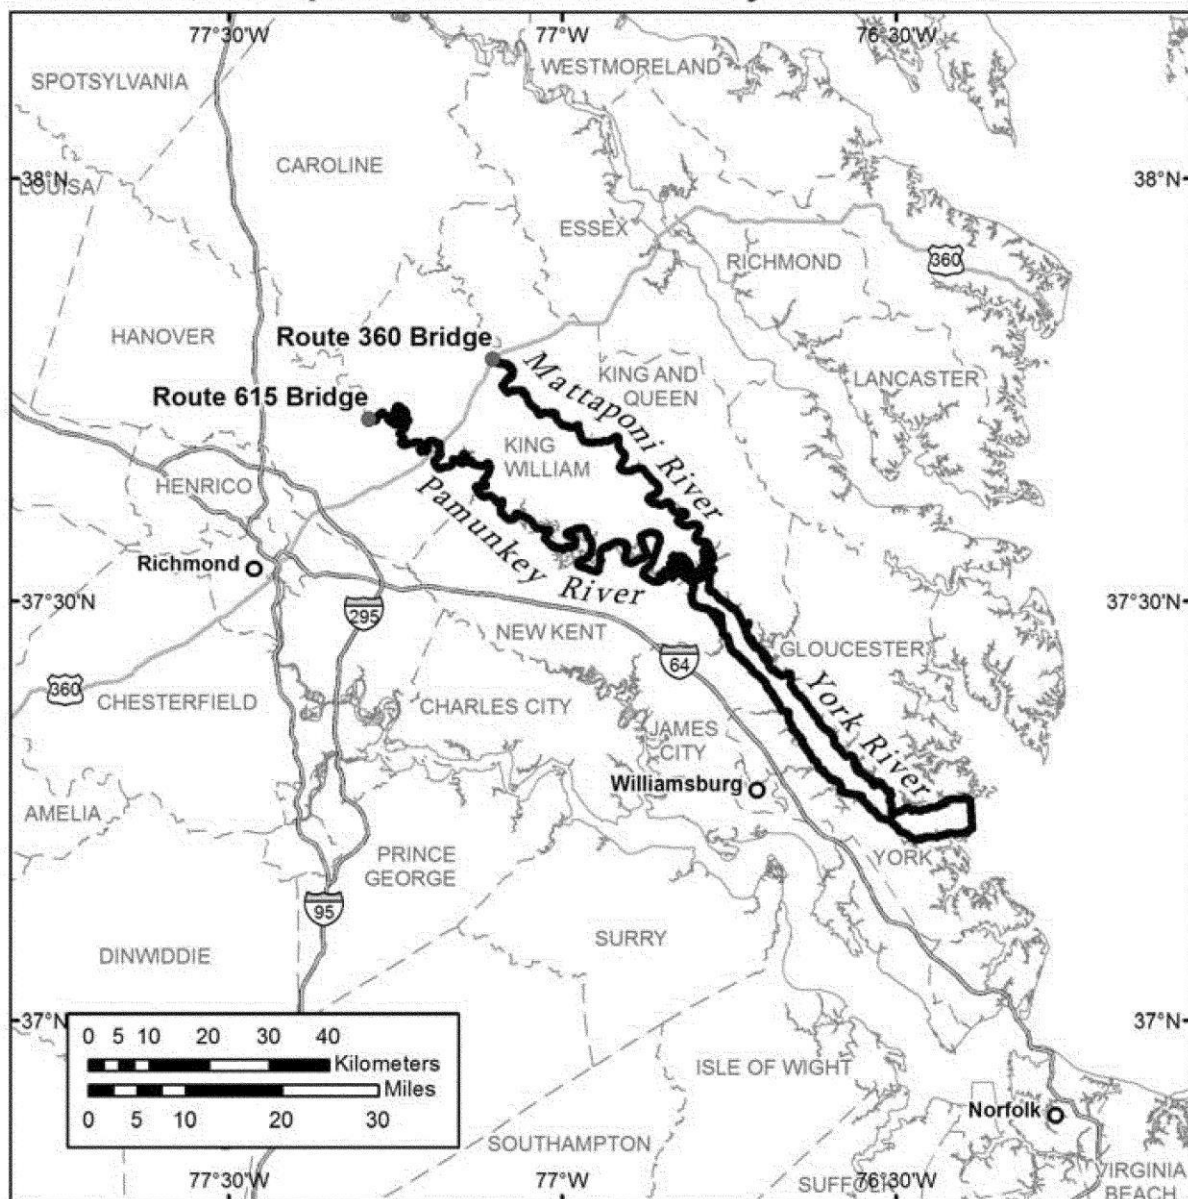 77°30'W
77°W
76°30'W
WESTMORELAND
SPOTSYLVANIA
CAROLINE
38°N
38°N
LOUISA
ESSEX
RICHMOND
360
HANOVER
Route 360 Bridge
Mattaponi River
KING AND
QUEEN
LANCASTER
Route 615 Bridge
KING
WILLIAM
HENRICO
Pamunkey River
Richmond
37°30'N
37°30'N
295
NEW KENT
64
GLOUCESTER
360
CHESTERFIELD
CHARLES CITY
York River
JAMES
CITY
Williamsburg
AMELIA
PRINCE
GEORGE
YORK
95
SURRY
DINWIDDIE
37°N
37°N
0 5 10 20 30 40
Kilometers
Miles
0 5 10 20 30
ISLE OF WIGHT
Norfolk
SOUTHAMPTON
77°30'W
77°W
76°30'W
VIRGINIA
BEACH